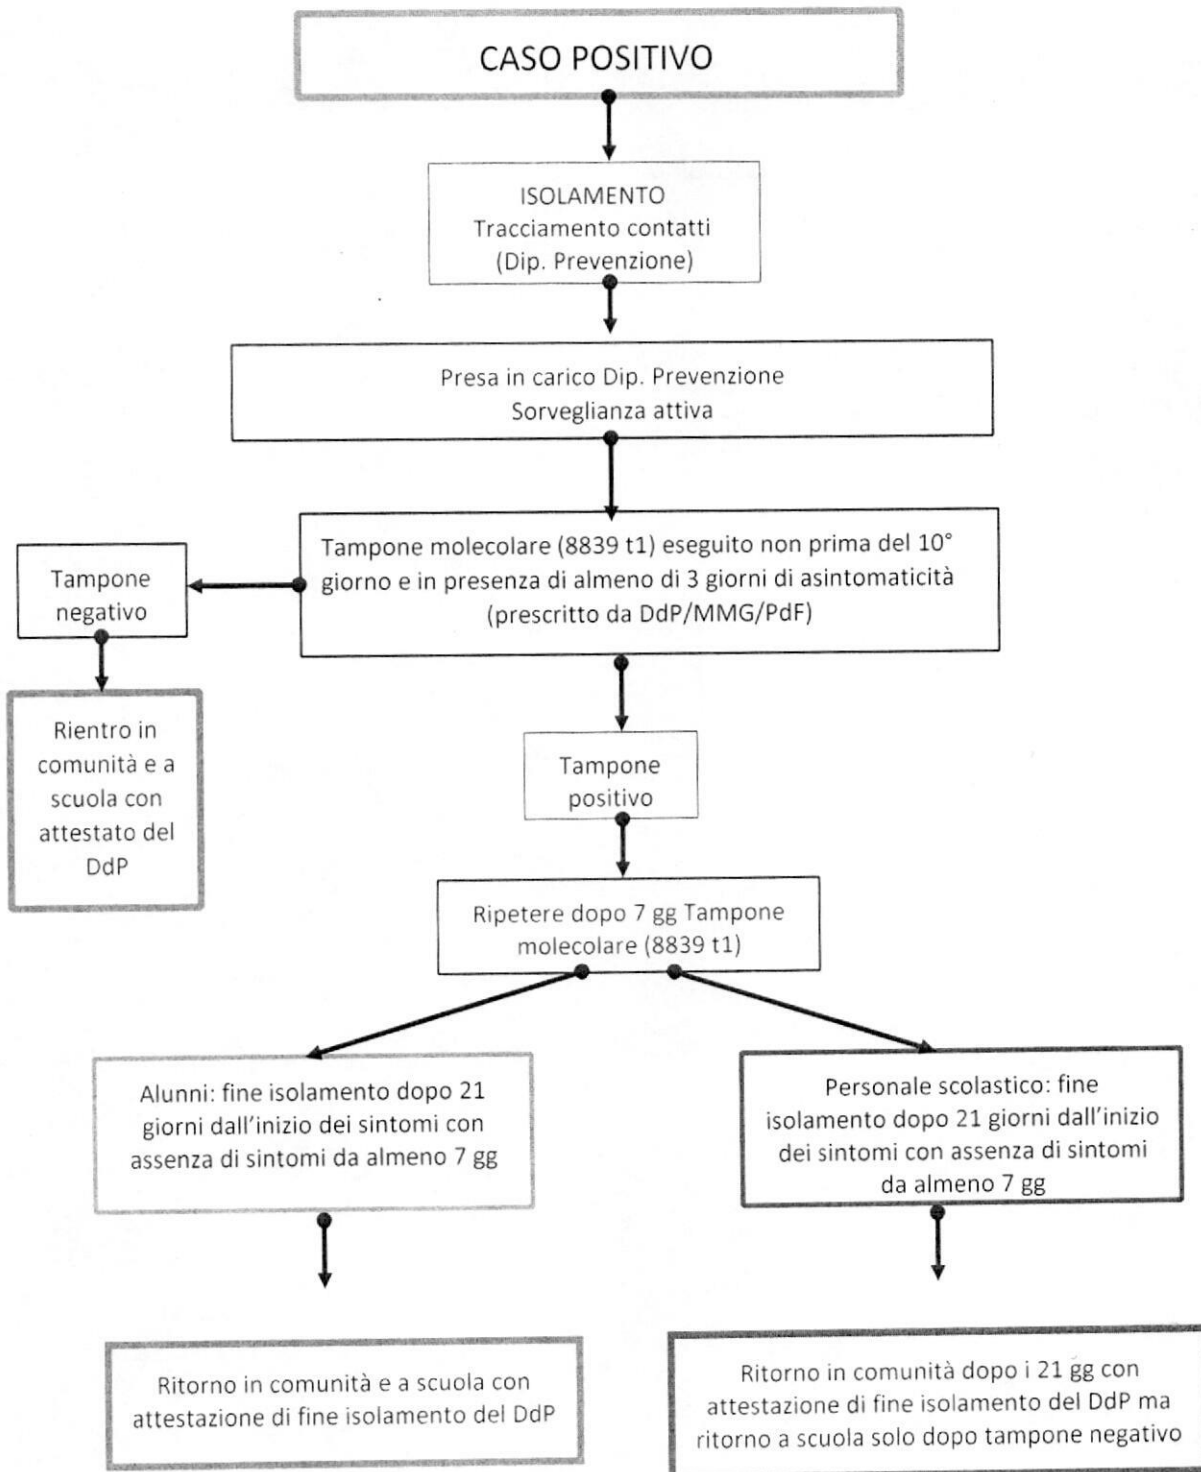 CASO POSITIVO
ISOLAMENTO
Tracciamento contatti
(Dip. Prevenzione)
Presa in carico Dip. Prevenzione
Sorveglianza attiva
Tampone molecolare (8839 t1) eseguito non prima del 10°
giorno e in presenza di almeno di 3 giorni di asintomaticità
(prescritto da DdP/MMG/PdF)
Tampone
negativo
Rientro in
comunità e a
scuola con
attestato del
DdP
Tampone
positivo
Ripetere dopo 7 gg Tampone
molecolare (8839 t1)
Alunni: fine isolamento dopo 21
giorni dall'inizio dei sintomi con
assenza di sintomi da almeno 7 gg
Personale scolastico: fine
isolamento dopo 21 giorni dall'inizio
dei sintomi con assenza di sintomi
da almeno 7 gg
Ritorno in comunità e a scuola con
attestazione di fine isolamento del DdP
Ritorno in comunità dopo i 21 gg con
attestazione di fine isolamento del DdP ma
ritorno a scuola solo dopo tampone negativo